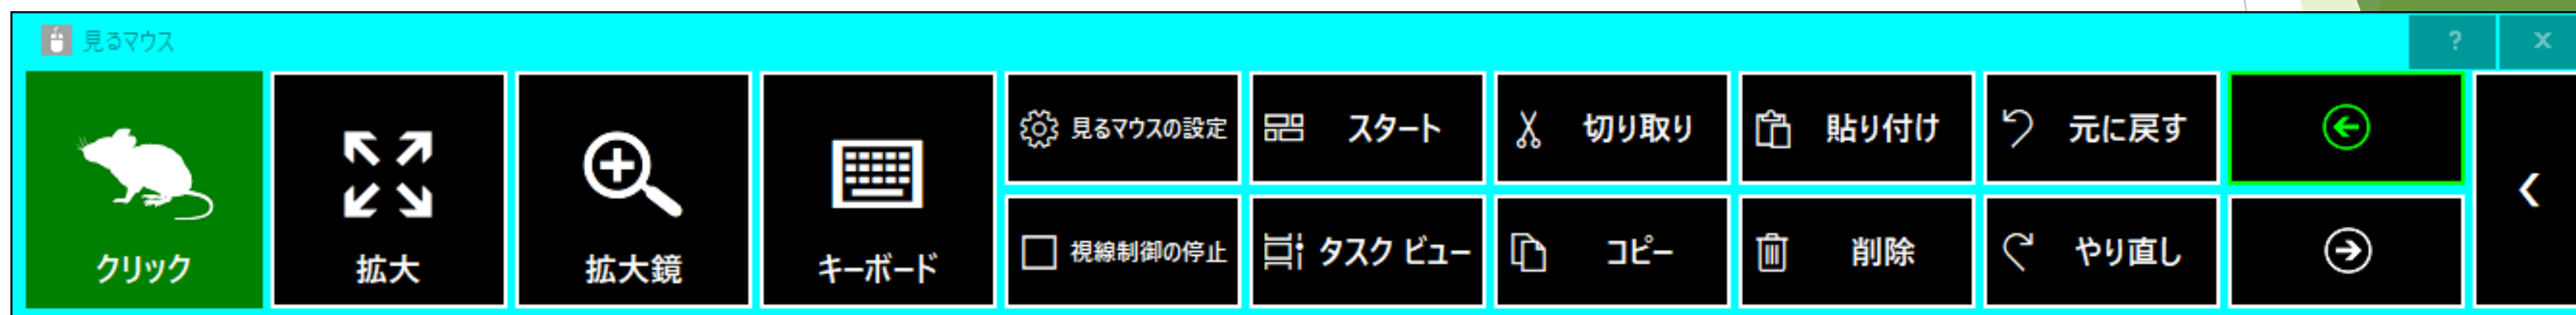 見るマウス
? x
クリック
拡大
拡大鏡
キーボード
見るマウスの設定
視線制御の停止
スタート
タスク ビュー
切り取り
コピー
貼り付け
削除
元に戻す
やり直し